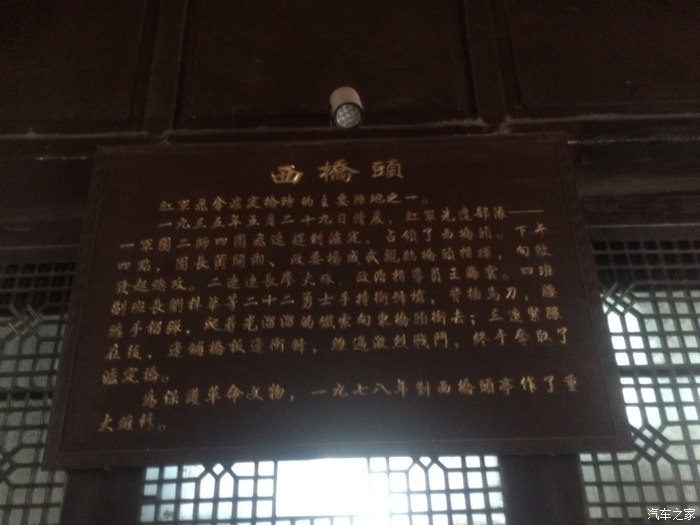 西橋頭
紅軍飛奪瀘定橋時的主要陣地之一。
一九三五年五月二十九日清晨，紅軍先遣部隊——
一軍團二師四團飛速趕到瀘定，占領了西橋頭。下午
四點，團長黃開湘、政委楊成武親臨橋頭指揮，向敵
發起總攻。二連連長廖大珠、政治指導員王海雲。四班
副班長劉梓華等二十二勇士手持衝鋒槍，背插馬刀，腰
纏手榴彈，爬着光溜溜的鐵索向東橋頭衝去；三連緊跟
在後，邊鋪橋板邊衝鋒，經過激烈戰鬥，終于奪取了
瀘定橋。
為保護革命文物，一九七八年對西橋頭亭作了重
大維修。
汽车之家